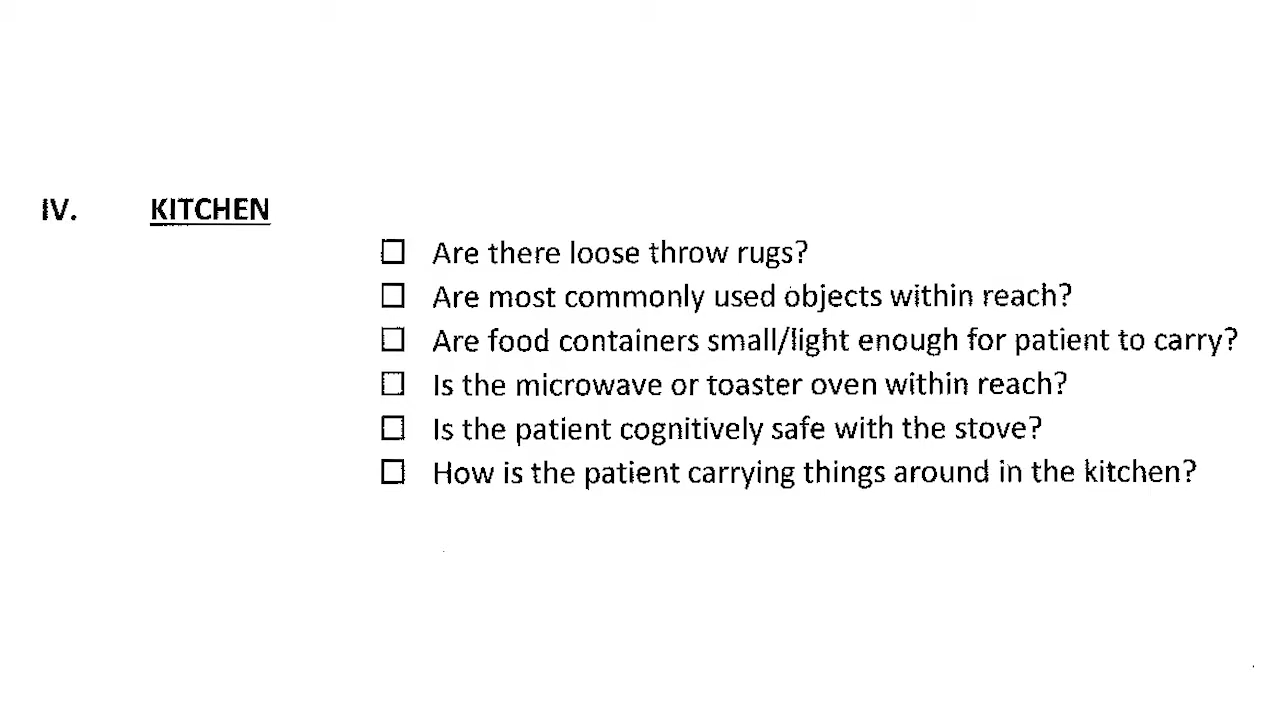 IV. KITCHEN
☐ Are there loose throw rugs?
☐ Are most commonly used objects within reach?
☐ Are food containers small/light enough for patient to carry?
☐ Is the microwave or toaster oven within reach?
☐ Is the patient cognitively safe with the stove?
☐ How is the patient carrying things around in the kitchen?